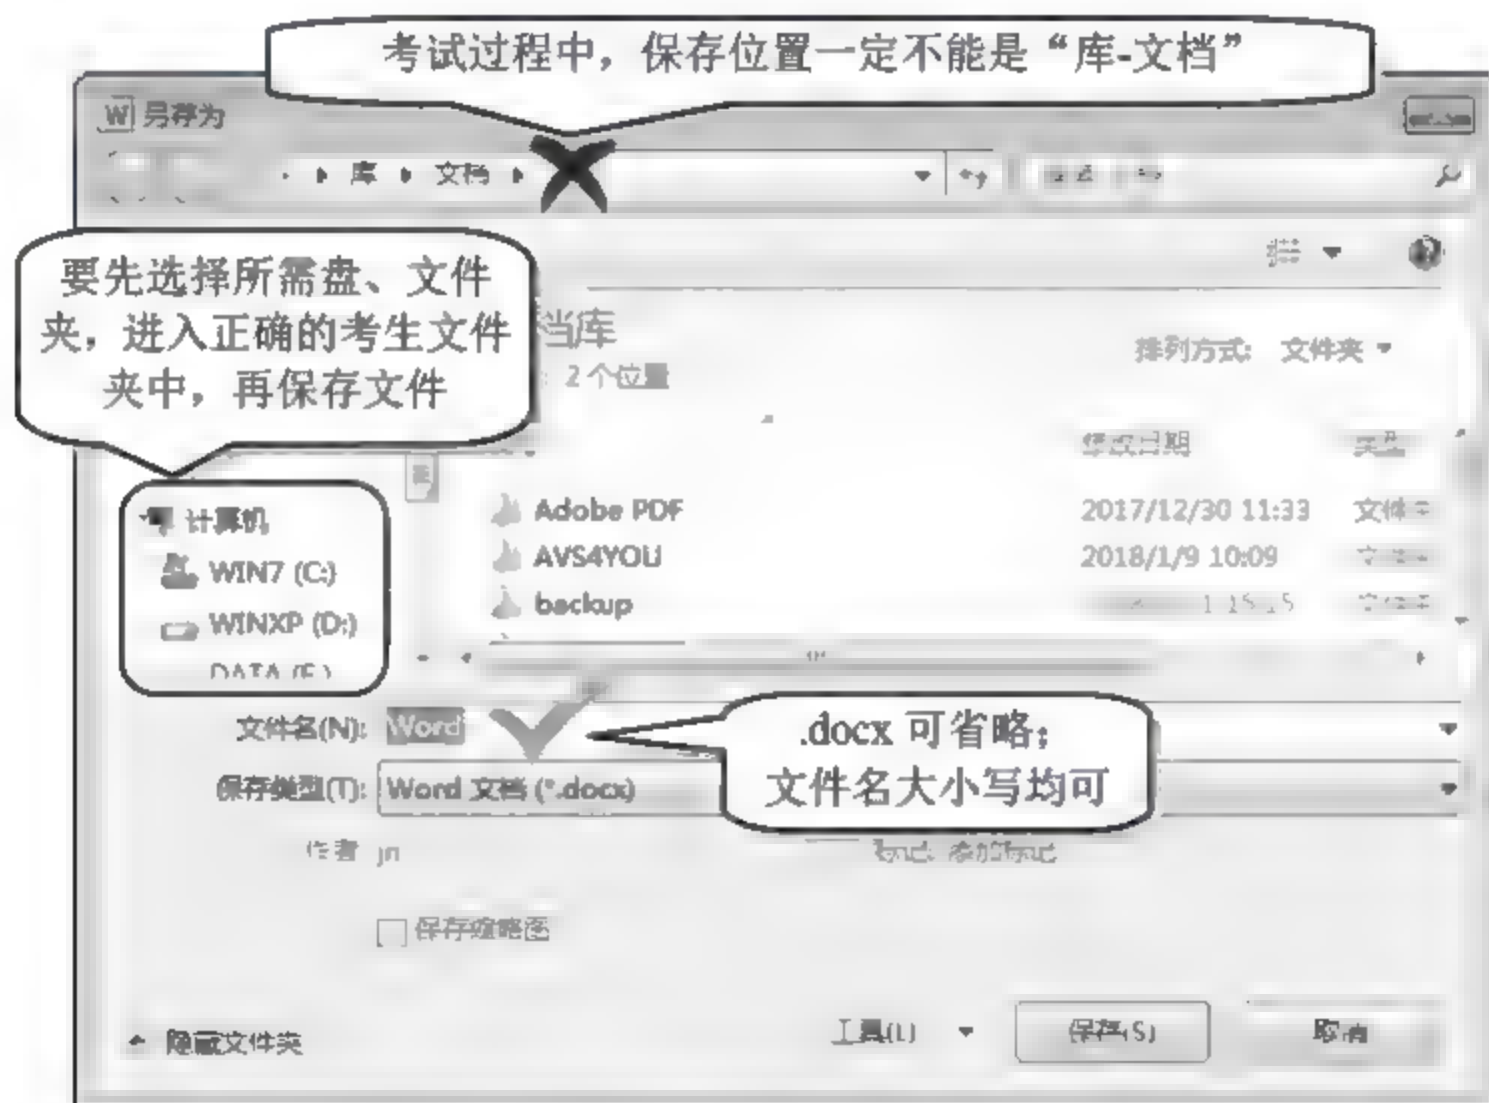 考试过程中，保存位置一定不能是“库-文档”
W 另存为
库 文档
要先选择所需盘、文件
夹，进入正确的考生文件
夹中，再保存文件
当库
2个位置
排列方式: 文件夹
修改日期 类型
计算机
Adobe PDF 2017/12/30 11:33 文件
WIN7 (C:)
AVS4YOU 2018/1/9 10:09
backup
WINXP (D:)
文件名(N): Word
.docx 可省略；
文件名大小写均可
保存类型(T): Word 文档 (*.docx)
作者 jn
保存缩略图
隐藏文件夹
工具(L)
保存(S)
取消